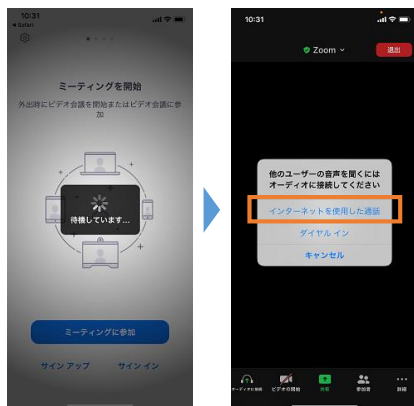 10:31
Safari
ミーティングを開始
外出時にビデオ会議を開始またはビデオ会議に参
加
待機しています...
ミーティングに参加
サイン アップ
サイン イン
10:31
Zoom
退出
他のユーザーの音声を聞くには
オーディオに接続してください
インターネットを使用した通話
ダイヤル イン
キャンセル
オーディオに接続
ビデオの開始
共有
参加者
詳細